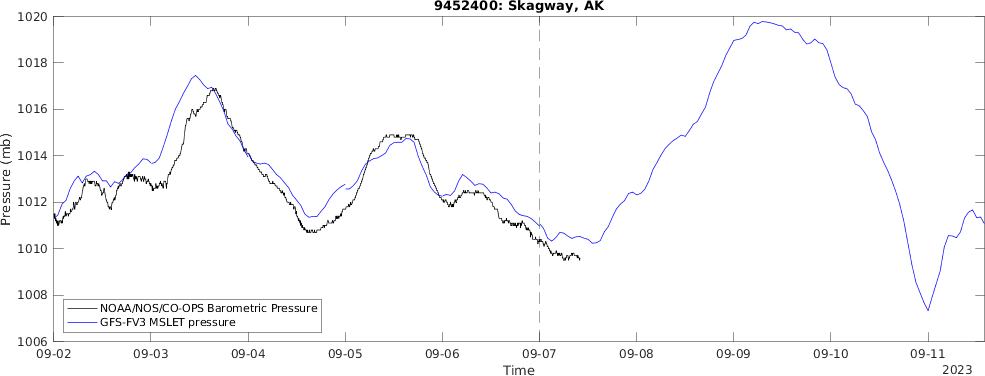 9452400: Skagway, AK
Pressure (mb)
1020
1018
1016
1014
1012
1010
1008
1006
NOAA/NOS/CO-OPS Barometric Pressure
GFS-FV3 MSLET pressure
09-02 09-03 09-04 09-05 09-06 09-07 09-08 09-09 09-10 09-11
Time
2023